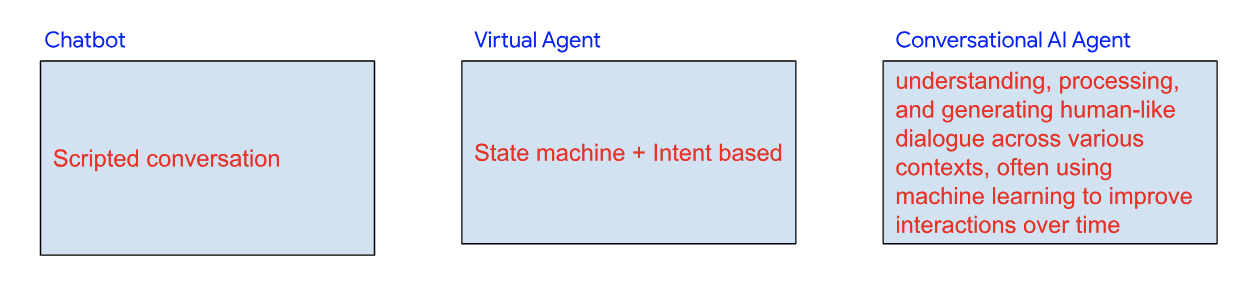 Chatbot
Scripted conversation
Virtual Agent
State machine + Intent based
Conversational AI Agent
understanding, processing,
and generating human-like
dialogue across various
contexts, often using
machine learning to improve
interactions over time